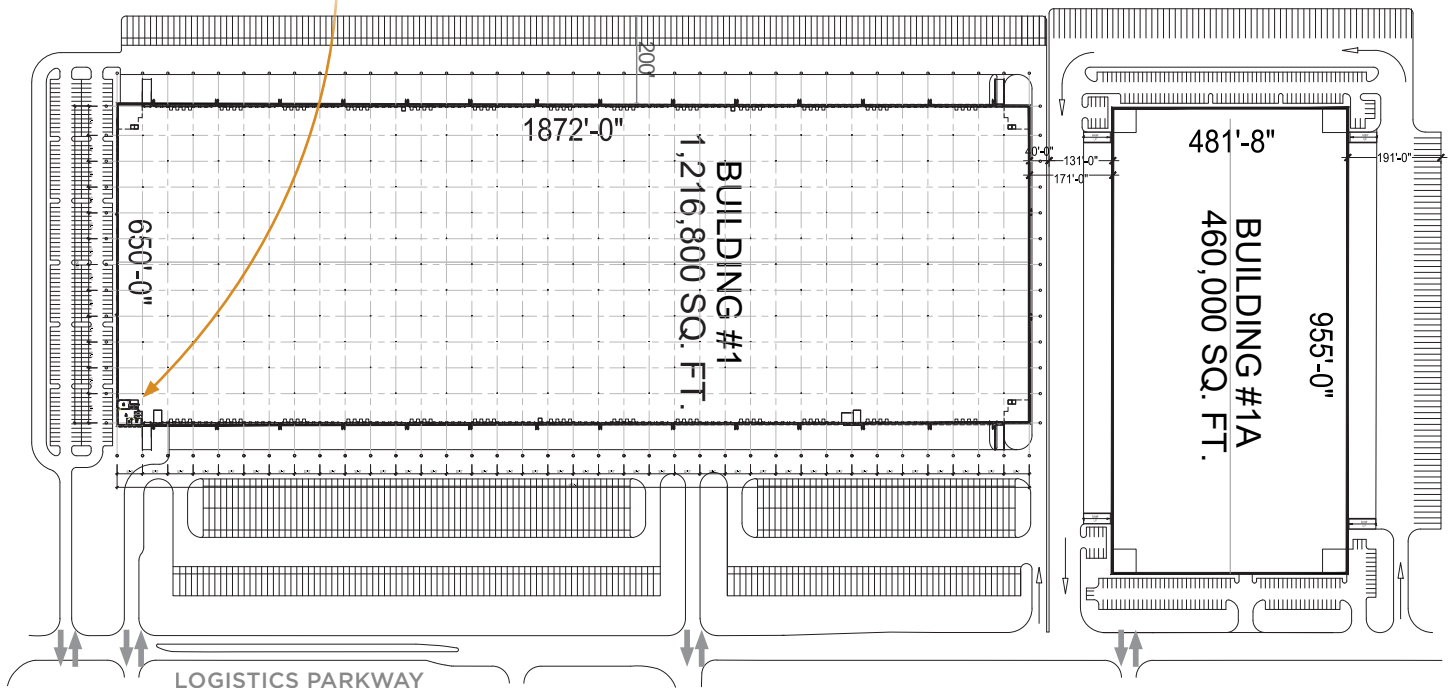 200'
1872'-0"
650'-0"
BUILDING #1
1,216,800 SQ. FT.
40'-0"
131'-0"
171'-0"
481'-8"
191'-0"
BUILDING #1A
460,000 SQ. FT.
955'-0"
LOGISTICS PARKWAY